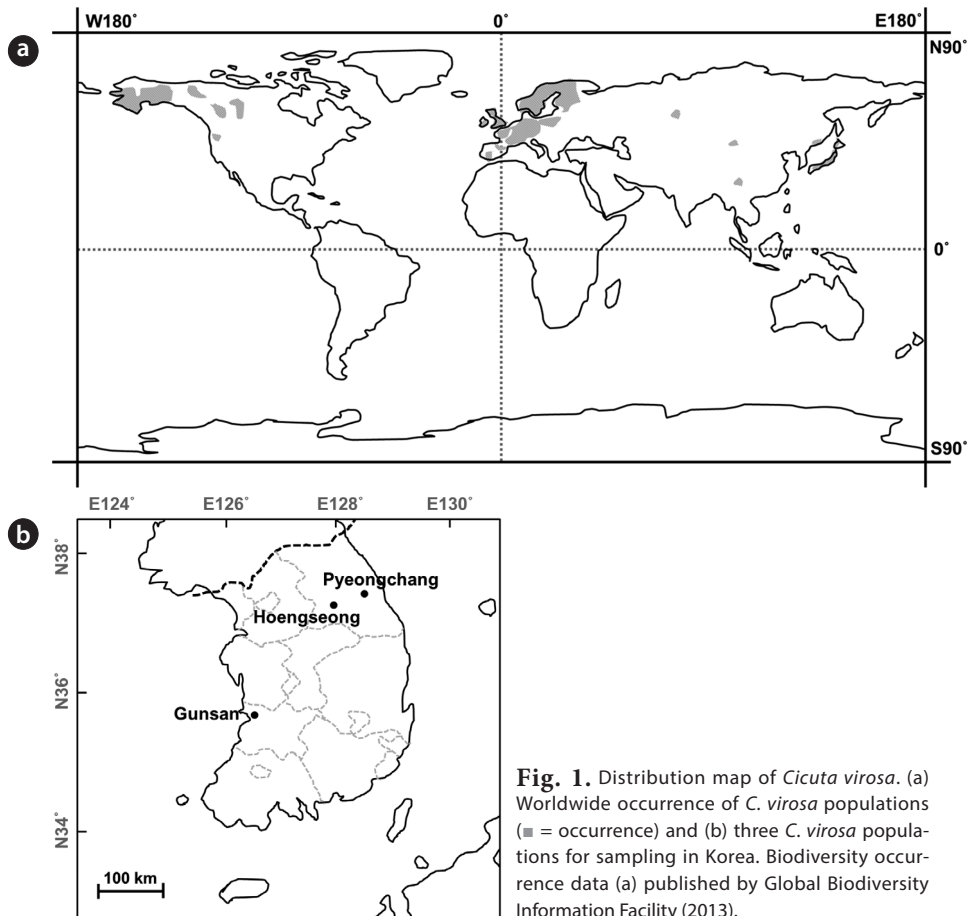 W180° 0° E180°
a
N90°
0°
S90°
E124° E126° E128° E130°
b
N38°
Pyeongchang
Hoengseong
N36°
Gunsan
N34°
100 km
Fig. 1. Distribution map of Cicuta virosa. (a)
Worldwide occurrence of C. virosa populations
(■ = occurrence) and (b) three C. virosa popula-
tions for sampling in Korea. Biodiversity occur-
rence data (a) published by Global Biodiversity
Information Facility (2013).